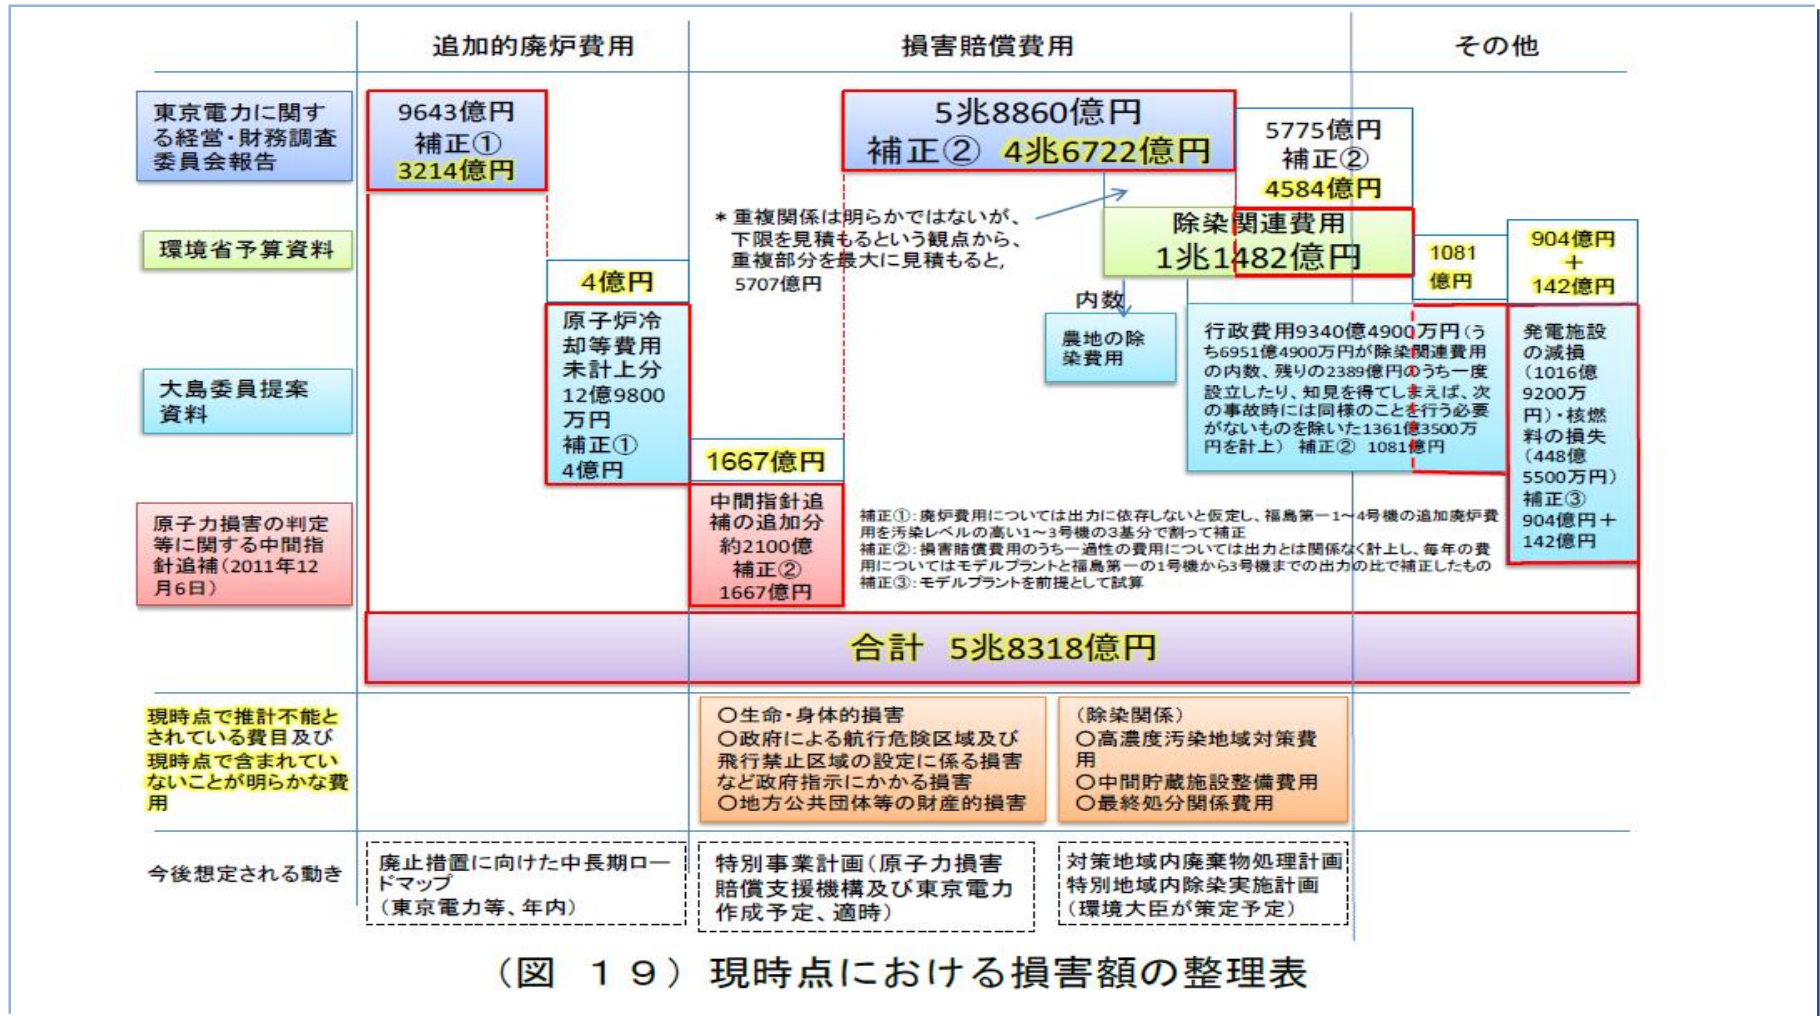 追加的廃炉費用
損害賠償費用
その他
東京電力に関す
る経営・財務調査
委員会報告
9643億円
補正①
3214億円
5兆8860億円
補正② 4兆6722億円
5775億円
補正②
4584億円
環境省予算資料
*重複関係は明らかではないが、
下限を見積もるという観点から、
重複部分を最大に見積もると,
5707億円
除染関連費用
1兆1482億円
1081
億円
904億円
+
142億円
4億円
内数
農地の除
染費用
大島委員提案
資料
原子炉冷
却等費用
未計上分
12億9800
万円
補正①
4億円
行政費用9340億4900万円(う
ち6951億4900万円が除染関連費用
の内数、残りの2389億円のうち一度
設立したり、知見を得てしまえば、次
の事故時には同様のことを行う必要
がないものを除いた1361億3500万
円を計上) 補正② 1081億円
発電施設
の減損
(1016億
9200万
円)・核燃
料の損失
(448億
5500万円)
補正③
904億円+
142億円
1667億円
原子力損害の判定
等に関する中間指
針追補(2011年12
月6日)
中間指針追
補の追加分
約2100億
補正②
1667億円
補正①:廃炉費用については出力に依存しないと仮定し、福島第一1~4号機の追加廃炉費
用を汚染レベルの高い1~3号機の3基分で割って補正
補正②:損害賠償費用のうち一過性の費用については出力とは関係なく計上し、毎年の費
用についてはモデルプラントと福島第一の1号機から3号機までの出力の比で補正したもの
補正③:モデルプラントを前提として試算
合計 5兆8318億円
現時点で推計不能と
されている費目及び
現時点で含まれてい
ないことが明らかな費
用
○生命・身体的損害
○政府による航行危険区域及び
飛行禁止区域の設定に係る損害
など政府指示にかかる損害
○地方公共団体等の財産的損害
(除染関係)
○高濃度汚染地域対策費
用
○中間貯蔵施設整備費用
○最終処分関係費用
今後想定される動き
廃止措置に向けた中長期ロー
ドマップ
(東京電力等、年内)
特別事業計画(原子力損害
賠償支援機構及び東京電力
作成予定、適時)
対策地域内廃棄物処理計画
特別地域内除染実施計画
(環境大臣が策定予定)
(図 19)現時点における損害額の整理表